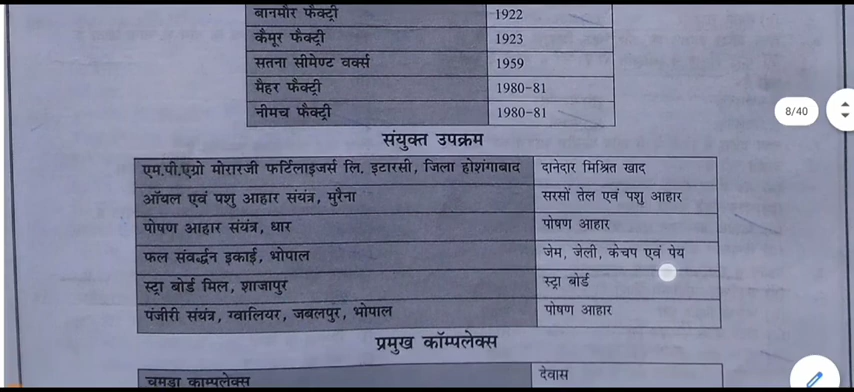 बानमौर फैक्ट्री 1922
कैमूर फैक्ट्री 1923
सतना सीमेण्ट वर्क्स 1959
मैहर फैक्ट्री 1980-81
नीमच फैक्ट्री 1980-81
8/40
संयुक्त उपक्रम
एम.पी.एग्रो मोरारजी फर्टिलाइजर्स लि. इटारसी, जिला होशंगाबाद दानेदार मिश्रित खाद
ऑयल एवं पशु आहार संयंत्र, मुरैना सरसों तेल एवं पशु आहार
पोषण आहार संयंत्र, धार पोषण आहार
फल संवर्द्धन इकाई, भोपाल जेम, जेली, केचप एवं पेय
स्ट्रा बोर्ड मिल, शाजापुर स्ट्रा बोर्ड
पंजीरी संयंत्र, ग्वालियर, जबलपुर, भोपाल पोषण आहार
प्रमुख कॉम्पलेक्स
चमड़ा काम्पलेक्स देवास